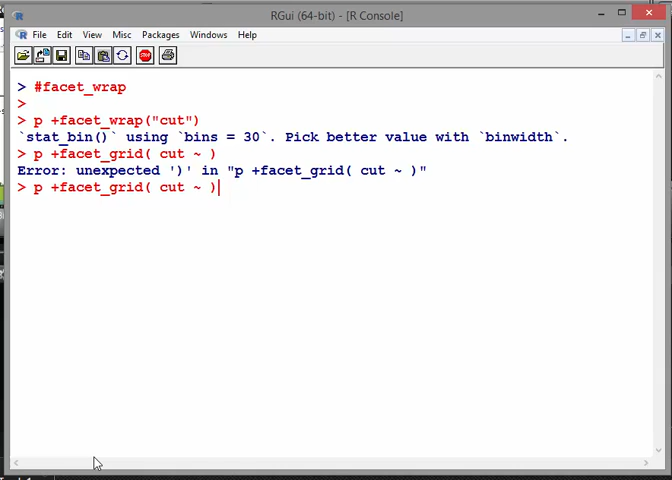 RGui (64-bit) - [R Console]
File Edit View Misc Packages Windows Help
> #facet_wrap
>
> p +facet_wrap("cut")
`stat_bin()` using `bins = 30`. Pick better value with `binwidth`.
> p +facet_grid( cut ~ )
Error: unexpected ')' in "p +facet_grid( cut ~ )"
> p +facet_grid( cut ~ )